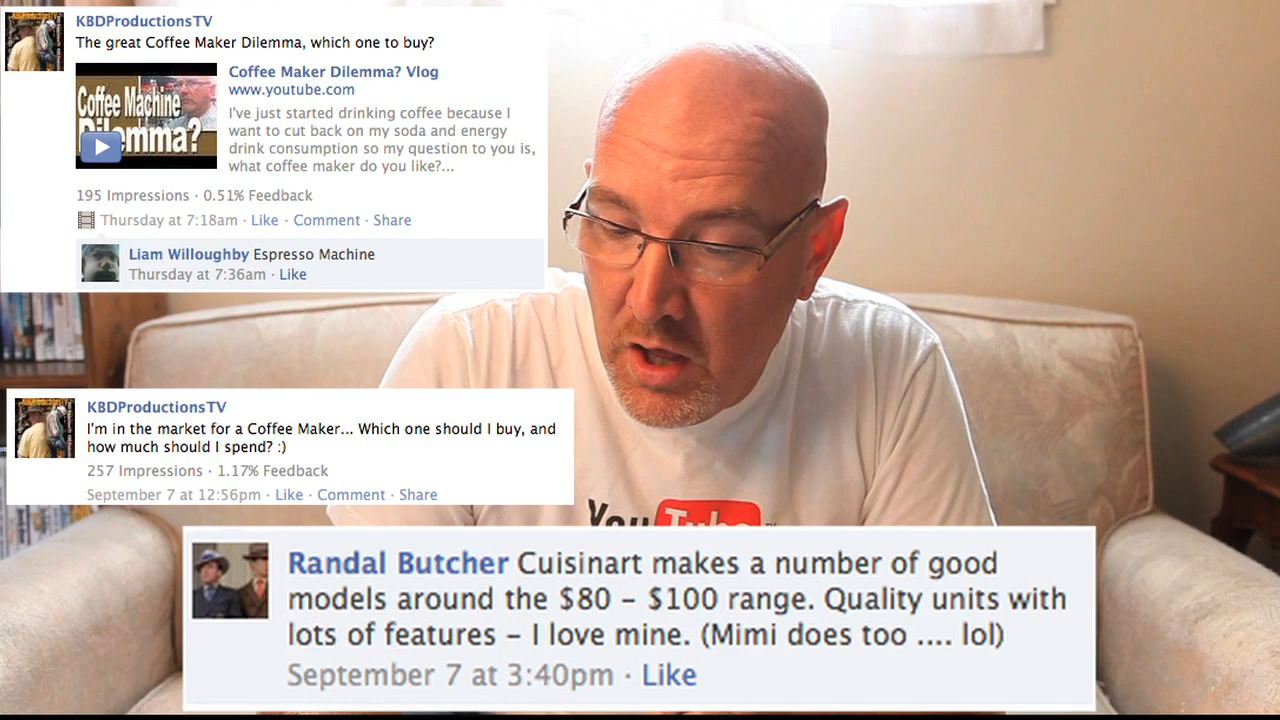 KBDProductionsTV
The great Coffee Maker Dilemma, which one to buy?
Coffee Machine
Dilemma?
Coffee Maker Dilemma? Vlog
www.youtube.com
I've just started drinking coffee because I
want to cut back on my soda and energy
drink consumption so my question to you is,
what coffee maker do you like?...
195 Impressions · 0.51% Feedback
Thursday at 7:18am · Like · Comment · Share
Liam Willoughby Espresso Machine
Thursday at 7:36am · Like
KBDProductionsTV
I'm in the market for a Coffee Maker... Which one should I buy, and
how much should I spend? :)
257 Impressions · 1.17% Feedback
September 7 at 12:56pm · Like · Comment · Share
YouTube
Randal Butcher Cuisinart makes a number of good
models around the $80 – $100 range. Quality units with
lots of features – I love mine. (Mimi does too .... lol)
September 7 at 3:40pm · Like